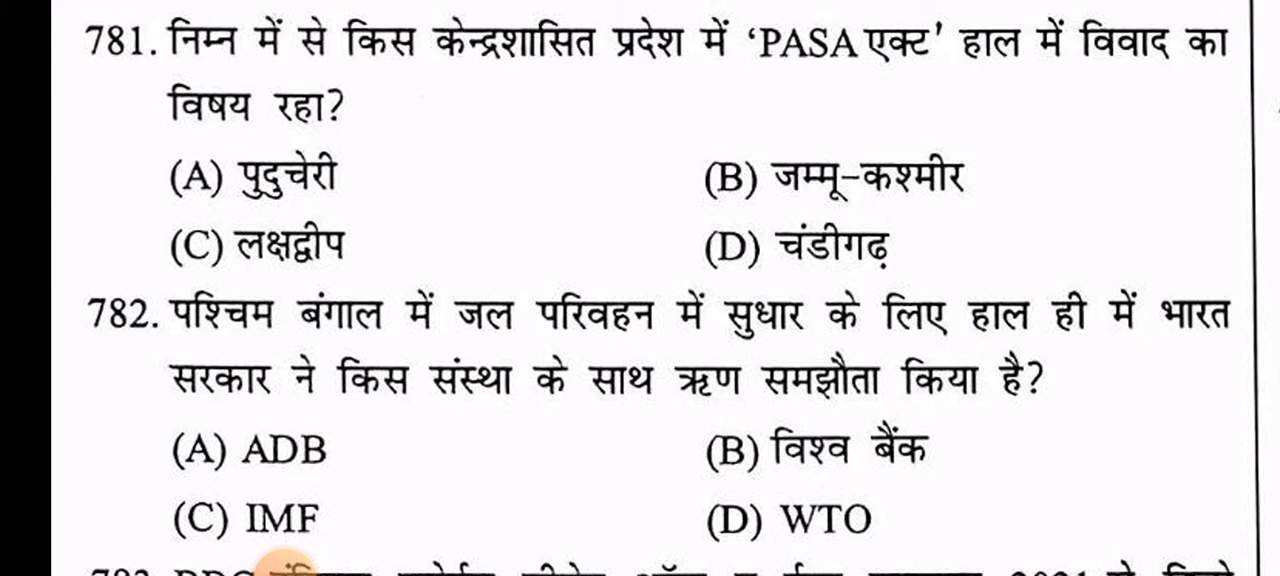 781. निम्न में से किस केन्द्रशासित प्रदेश में ‘PASA एक्ट’ हाल में विवाद का
विषय रहा?
(A) पुदुचेरी (B) जम्मू–कश्मीर
(C) लक्षद्वीप (D) चंडीगढ़
782. पश्चिम बंगाल में जल परिवहन में सुधार के लिए हाल ही में भारत
सरकार ने किस संस्था के साथ ऋण समझौता किया है?
(A) ADB (B) विश्व बैंक
(C) IMF (D) WTO